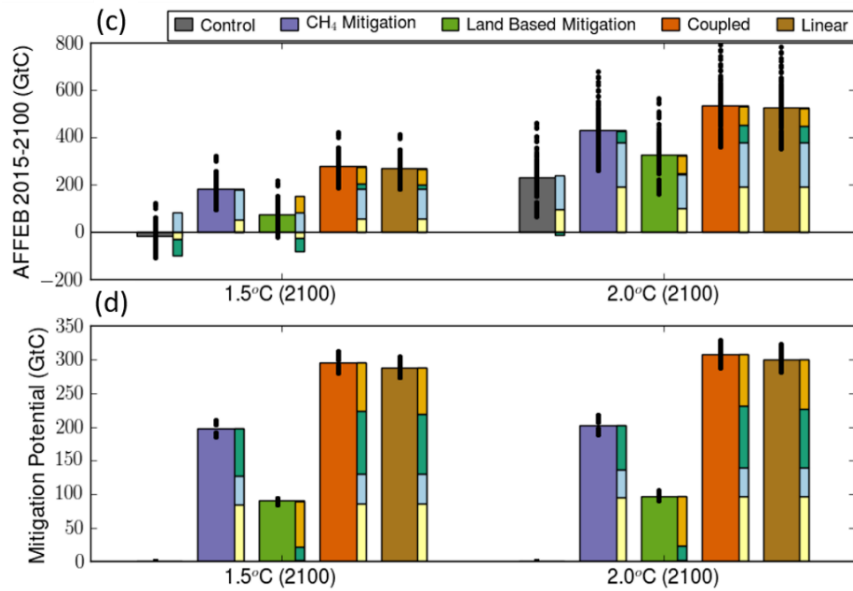 (c)
Control CH₄ Mitigation Land Based Mitigation Coupled Linear
AFFEB 2015-2100 (GtC)
800
600
400
200
0
−200
1.5°C (2100) 2.0°C (2100)
(d)
Mitigation Potential (GtC)
350
300
250
200
150
100
50
0
1.5°C (2100) 2.0°C (2100)